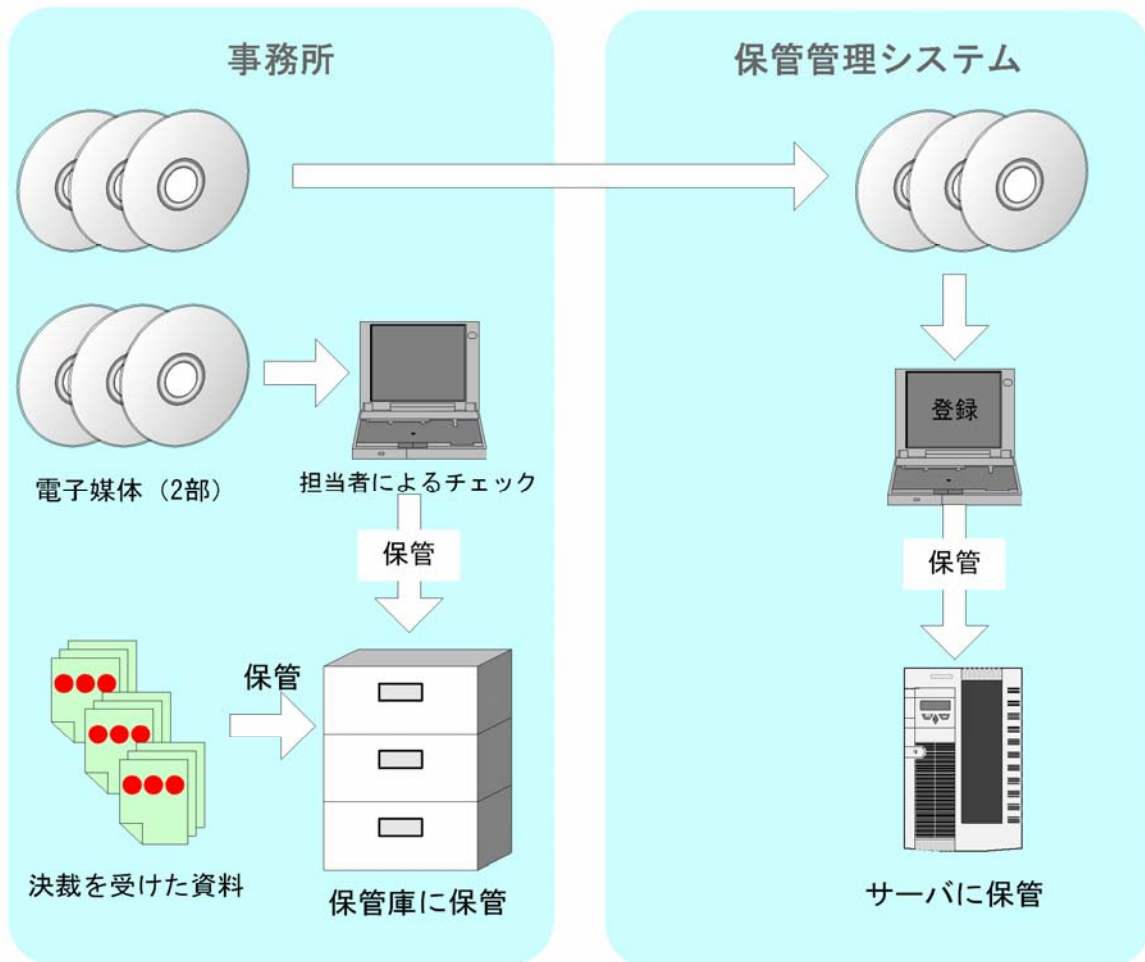 事務所
電子媒体（2部）
担当者によるチェック
保管
保管
決裁を受けた資料
保管庫に保管
保管管理システム
登録
保管
サーバに保管